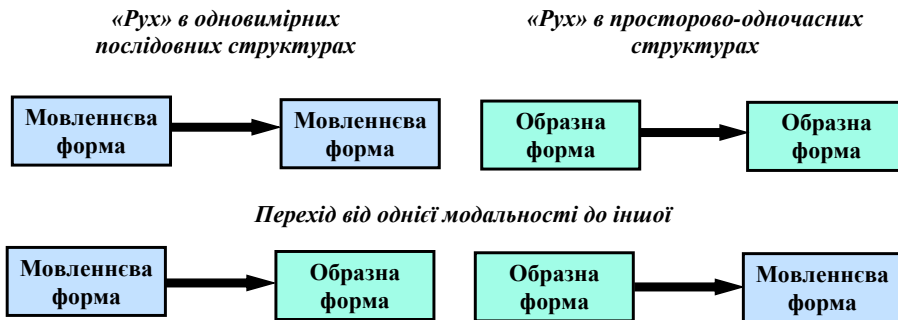 «Рух» в одновимірних
послідовних структурах
«Рух» в просторово-одночасних
структурах
Мовленнєва
форма
Мовленнєва
форма
Образна
форма
Образна
форма
Перехід від однієї модальності до іншої
Мовленнєва
форма
Образна
форма
Образна
форма
Мовленнєва
форма